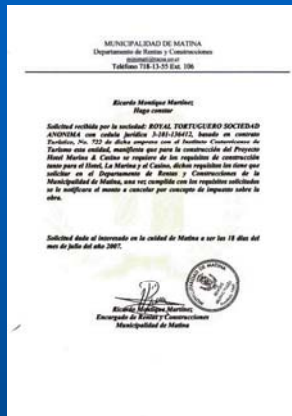 MUNICIPALIDAD DE MATINA
Departamento de Rentas y Construcciones
Teléfono 718-13-55 Ext. 106
Ricardo Montique Martínez
Hago constar
Solicitud recibida por la sociedad: ROYAL TORTUGUERO SOCIEDAD
ANONIMA con cedula jurídica 3-101-136412, basado en contrato
Turístico, No. 722 de dicha empresa con el Instituto Costarricense de
Turismo esta entidad, manifiesta que para la construcción del Proyecto
Hotel Marina & Casino se requiere de los requisitos de construcción
tanto para el Hotel, La Marina y el Casino, dichos requisitos los tiene que
solicitar en el Departamento de Rentas y Construcciones de la
Municipalidad de Matina, una vez cumplido con los requisitos solicitados
se le notificara el monto a cancelar por concepto de impuesto sobre la
obra.
Solicitud dada al interesado en la cuidad de Matina a ser las 18 días del
mes de julio del año 2007.
Ricardo Montique Martínez
Encargado de Rentas y Construcciones
Municipalidad de Matina